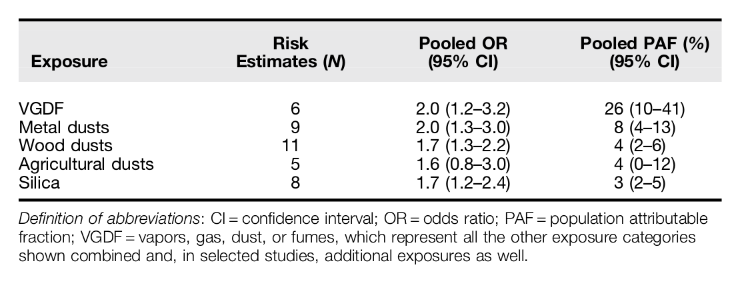 Exposure Risk Estimates (N) Pooled OR (95% CI) Pooled PAF (%) (95% CI)
VGDF 6 2.0 (1.2–3.2) 26 (10–41)
Metal dusts 9 2.0 (1.3–3.0) 8 (4–13)
Wood dusts 11 1.7 (1.3–2.2) 4 (2–6)
Agricultural dusts 5 1.6 (0.8–3.0) 4 (0–12)
Silica 8 1.7 (1.2–2.4) 3 (2–5)
Definition of abbreviations: CI = confidence interval; OR = odds ratio; PAF = population attributable
fraction; VGDF = vapors, gas, dust, or fumes, which represent all the other exposure categories
shown combined and, in selected studies, additional exposures as well.